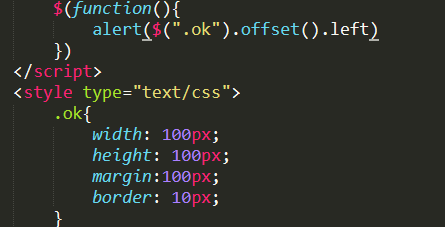 $(function(){
alert($(".ok").offset().left)
})
</script>
<style type="text/css">
.ok{
width: 100px;
height: 100px;
margin:100px;
border: 10px;
}